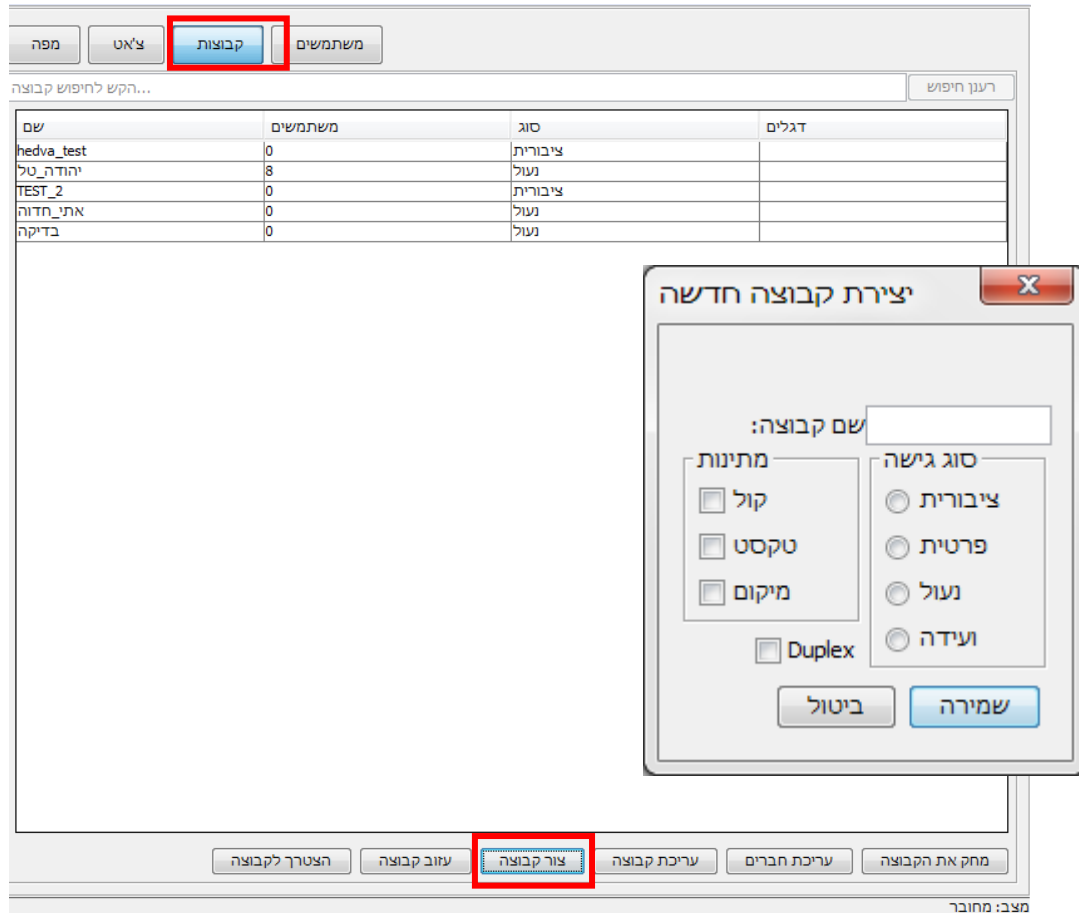 משתמשים קבוצות צ'אט מפה
רענן חיפוש הקש לחיפוש קבוצה...
שם משתמשים סוג דגלים
hedva_test 0 ציבורית
יהודה_טל 8 נעול
TEST_2 0 ציבורית
אתי_חדוה 0 נעול
בדיקה 0 נעול
יצירת קבוצה חדשה
שם קבוצה:
סוג גישה
ציבורית
פרטית
נעול
ועידה
מתינות
קול
טקסט
מיקום
Duplex
שמירה ביטול
מחק את הקבוצה עריכת חברים עריכת קבוצה צור קבוצה עזוב קבוצה הצטרך לקבוצה
מצב: מחובר